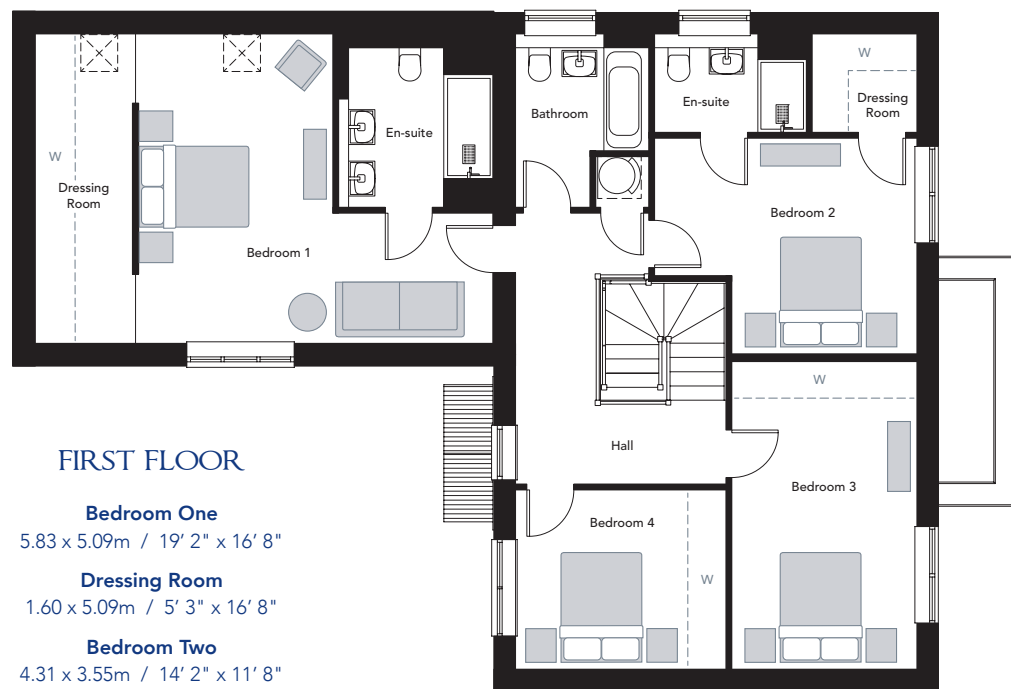 W
Dressing
Room
Bedroom 1
En-suite
Bathroom
En-suite
W
Dressing
Room
Bedroom 2
W
Hall
Bedroom 3
Bedroom 4
W
FIRST FLOOR
Bedroom One
5.83 x 5.09m / 19’ 2" x 16’ 8"
Dressing Room
1.60 x 5.09m / 5’ 3" x 16’ 8"
Bedroom Two
4.31 x 3.55m / 14’ 2" x 11’ 8"